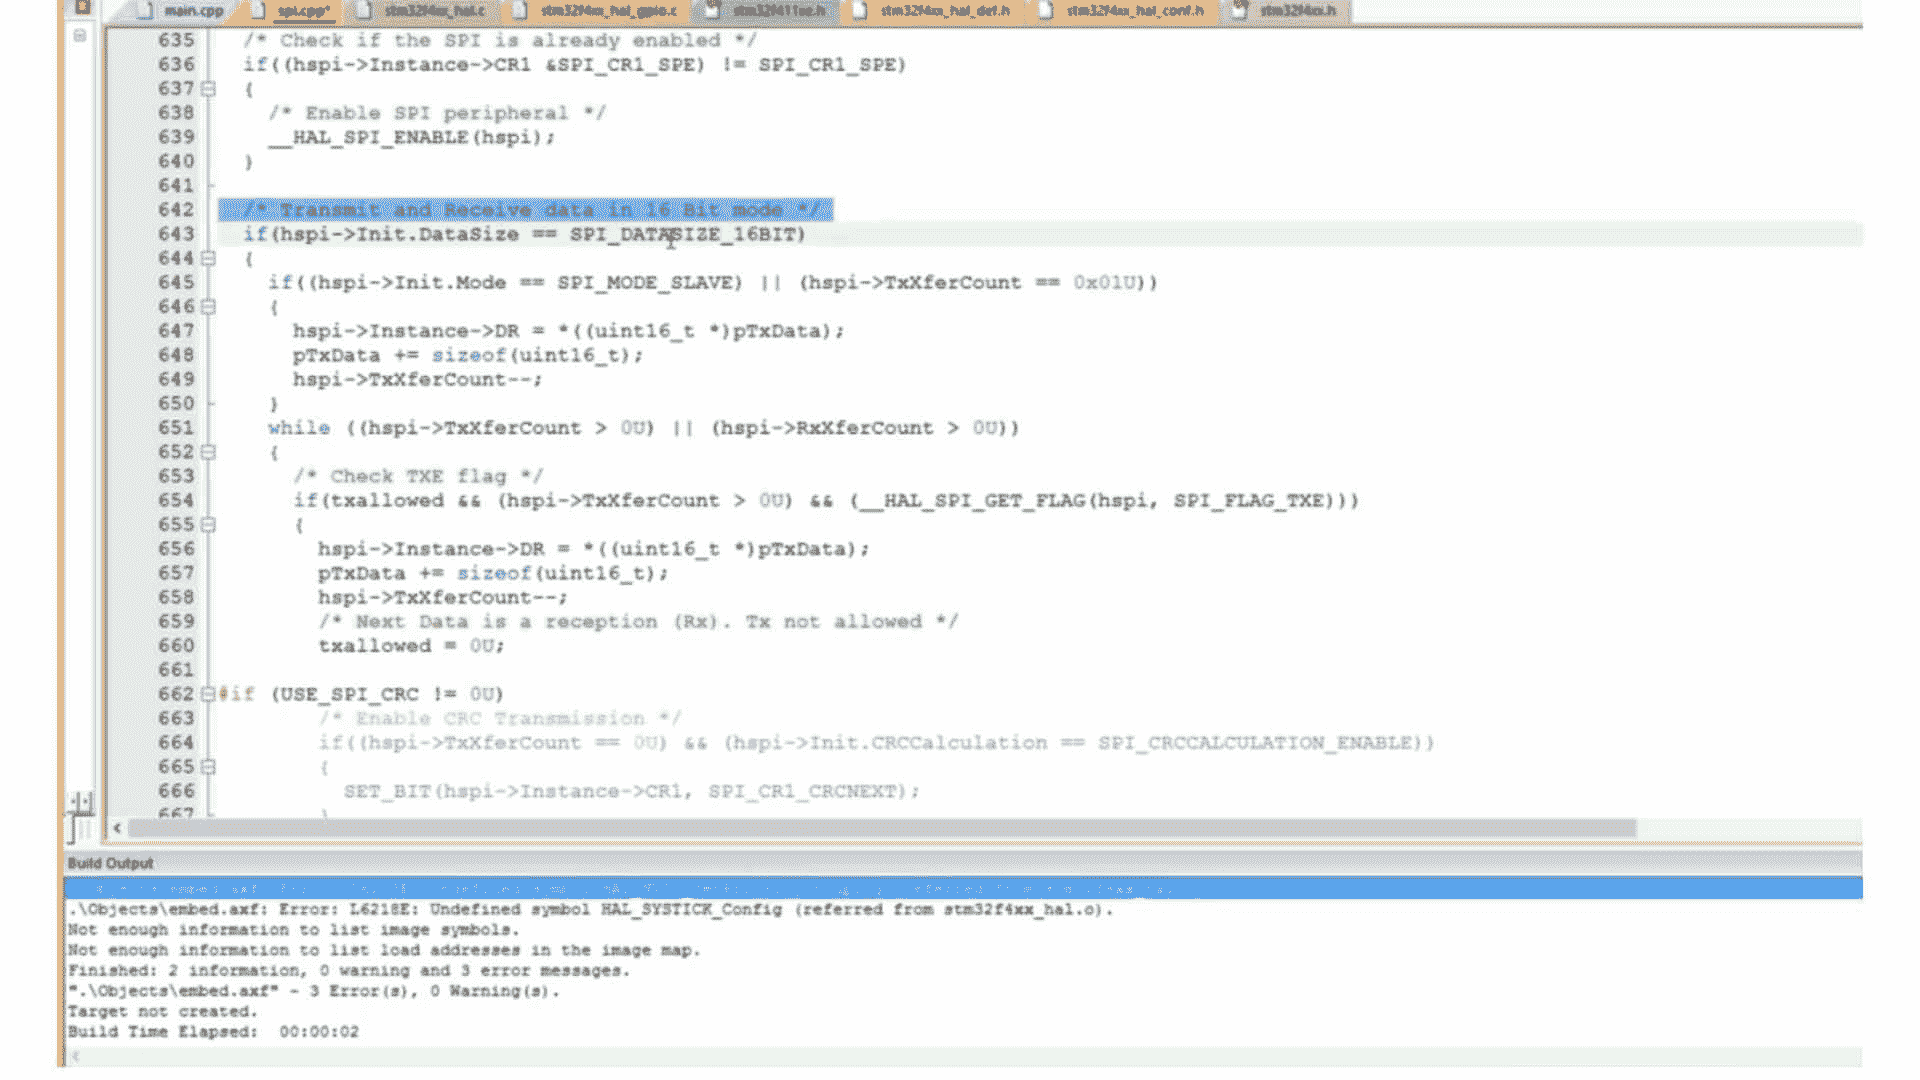 main.cpp spi.cpp* stm32f4xx_hal.c stm32f4xx_hal_gpio.c stm32f411xe.h stm32f4xx_hal_def.h stm32f4xx_hal_conf.h stm32f4xx.h
635 /* Check if the SPI is already enabled */
636 if((hspi->Instance->CR1 &SPI_CR1_SPE) != SPI_CR1_SPE)
637 {
638 /* Enable SPI peripheral */
639 __HAL_SPI_ENABLE(hspi);
640 }
641
642 /* Transmit and Receive data in 16 Bit mode */
643 if(hspi->Init.DataSize == SPI_DATASIZE_16BIT)
644 {
645 if((hspi->Init.Mode == SPI_MODE_SLAVE) || (hspi->TxXferCount == 0x01U))
646 {
647 hspi->Instance->DR = *((uint16_t *)pTxData);
648 pTxData += sizeof(uint16_t);
649 hspi->TxXferCount--;
650 }
651 while ((hspi->TxXferCount > 0U) || (hspi->RxXferCount > 0U))
652 {
653 /* Check TXE flag */
654 if(txallowed && (hspi->TxXferCount > 0U) && (__HAL_SPI_GET_FLAG(hspi, SPI_FLAG_TXE)))
655 {
656 hspi->Instance->DR = *((uint16_t *)pTxData);
657 pTxData += sizeof(uint16_t);
658 hspi->TxXferCount--;
659 /* Next Data is a reception (Rx). Tx not allowed */
660 txallowed = 0U;
661
662 #if (USE_SPI_CRC != 0U)
663 /* Enable CRC Transmission */
664 if((hspi->TxXferCount == 0U) && (hspi->Init.CRCCalculation == SPI_CRCCALCULATION_ENABLE))
665 {
666 SET_BIT(hspi->Instance->CR1, SPI_CR1_CRCNEXT);
667 }
Build Output
.\Objects\embed.axf: Error: L6218E: Undefined symbol HAL_SYSTICK_Config (referred from stm32f4xx_hal.o).
Not enough information to list image symbols.
Not enough information to list load addresses in the image map.
Finished: 2 information, 0 warning and 3 error messages.
".\Objects\embed.axf" - 3 Error(s), 0 Warning(s).
Target not created.
Build Time Elapsed: 00:00:02